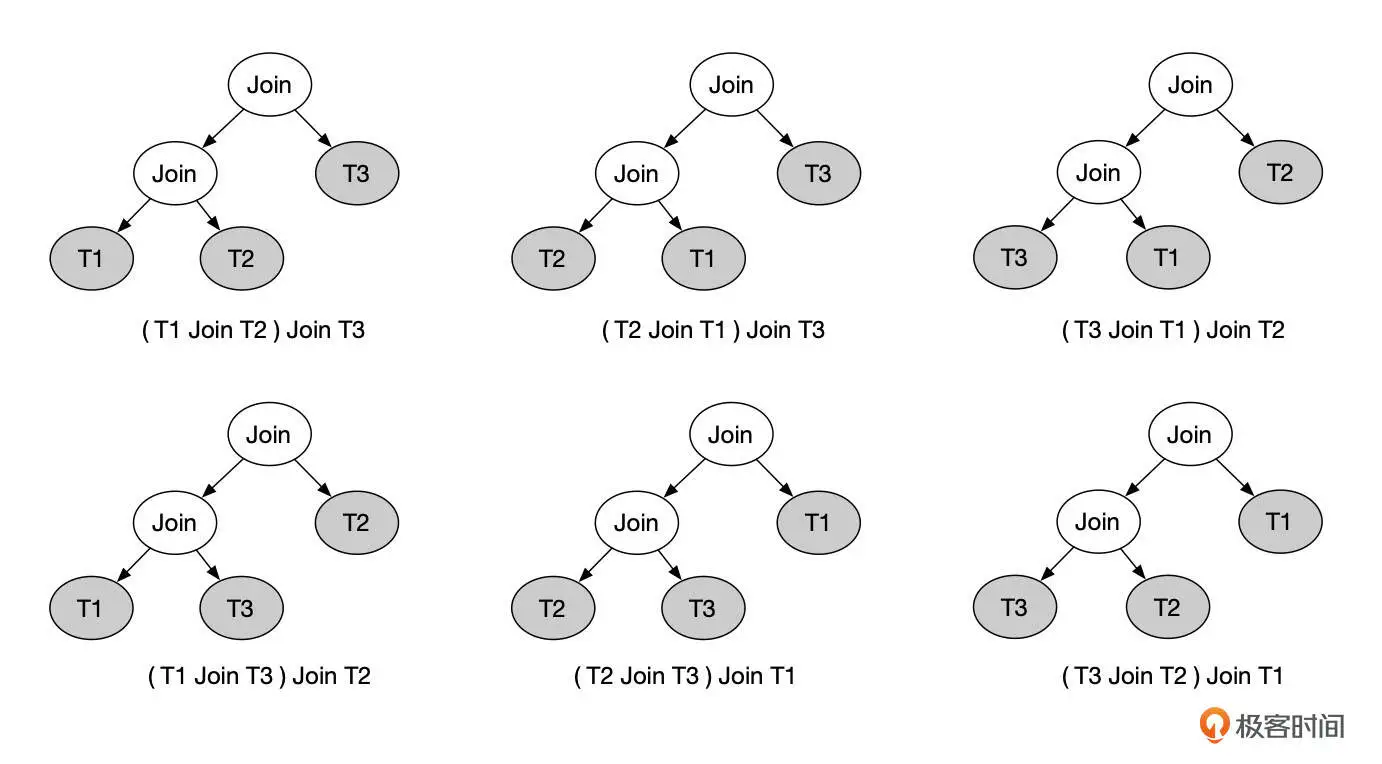 Join
Join
T3
T1
T2
( T1 Join T2 ) Join T3
Join
Join
T3
T2
T1
( T2 Join T1 ) Join T3
Join
Join
T2
T3
T1
( T3 Join T1 ) Join T2
Join
Join
T2
T1
T3
( T1 Join T3 ) Join T2
Join
Join
T1
T2
T3
( T2 Join T3 ) Join T1
Join
Join
T1
T3
T2
( T3 Join T2 ) Join T1
极客时间